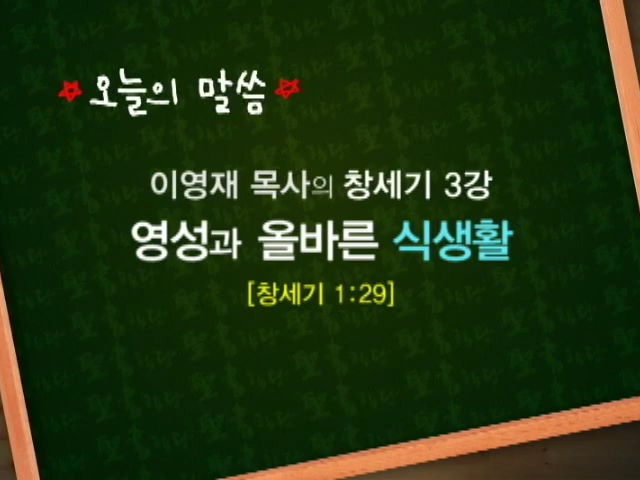 오늘의 말씀
이영재 목사의 창세기 3강
영성과 올바른 식생활
[창세기 1:29]